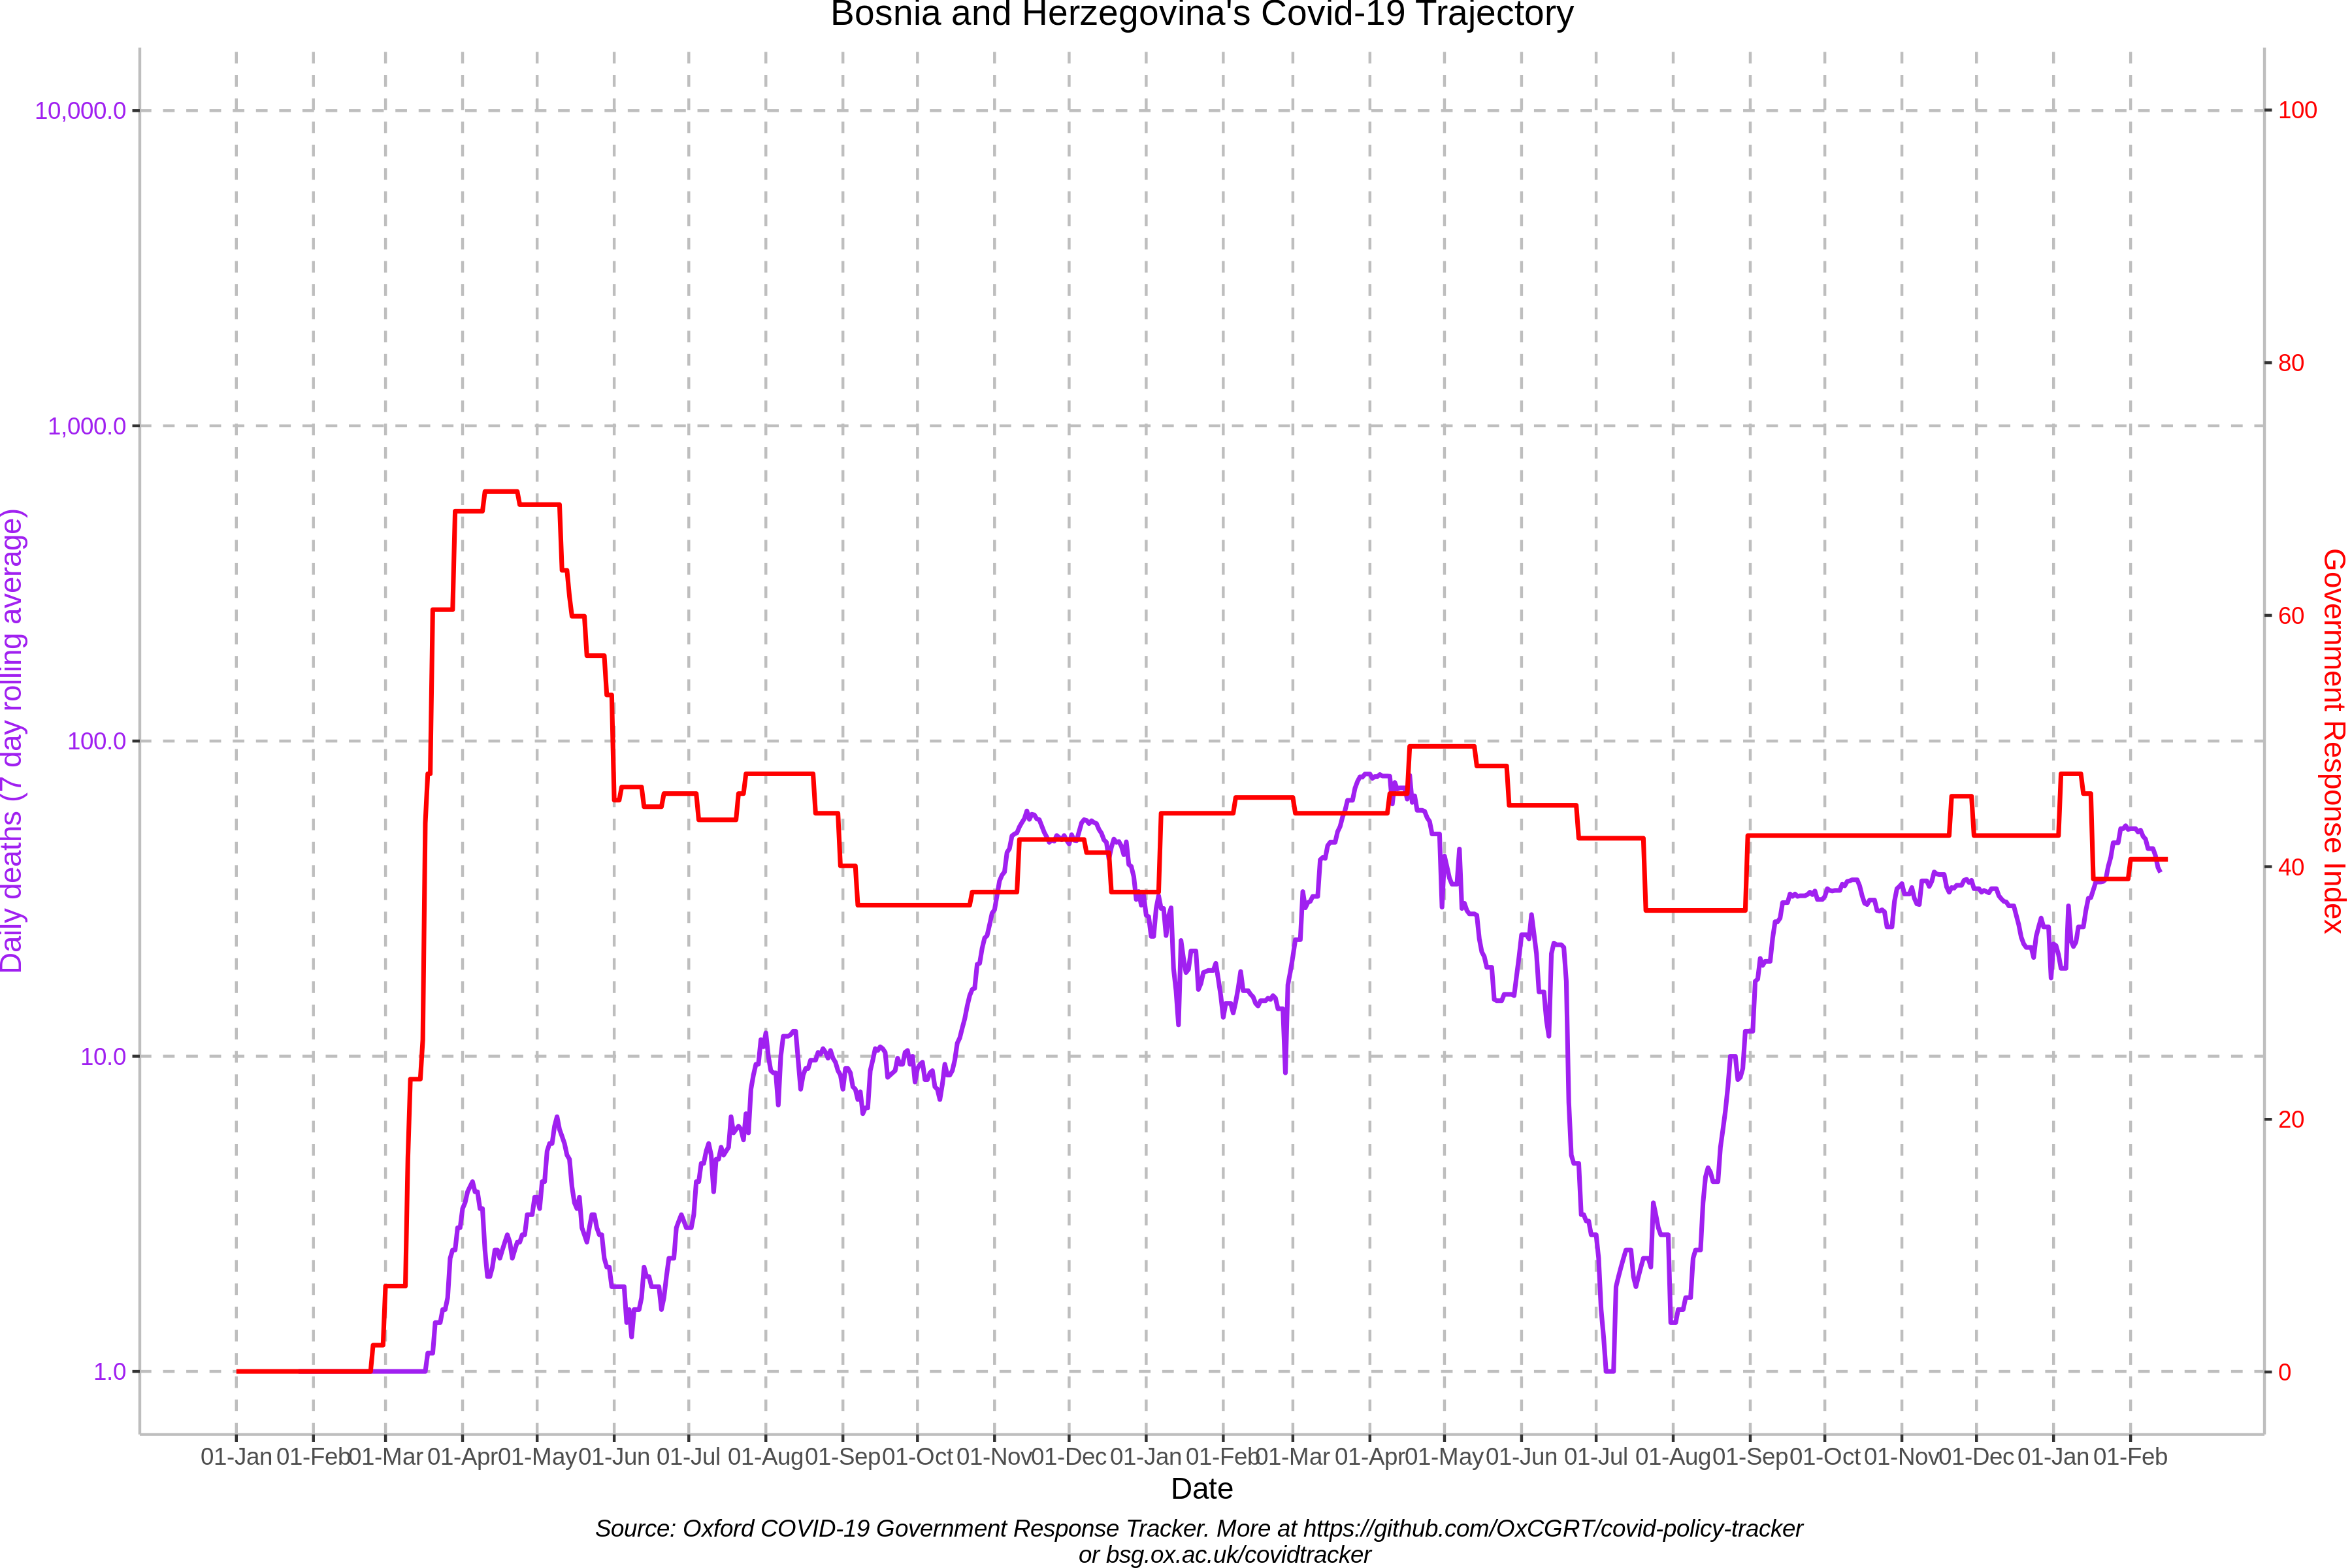 Bosnia and Herzegovina's Covid-19 Trajectory
Daily deaths (7 day rolling average)
10,000.0
1,000.0
100.0
10.0
1.0
100
80
60
40
20
0
Government Response Index
01-Jan 01-Feb 01-Mar 01-Apr 01-May 01-Jun 01-Jul 01-Aug 01-Sep 01-Oct 01-Nov 01-Dec 01-Jan 01-Feb 01-Mar 01-Apr 01-May 01-Jun 01-Jul 01-Aug 01-Sep 01-Oct 01-Nov 01-Dec 01-Jan 01-Feb
Date
Source: Oxford COVID-19 Government Response Tracker. More at https://github.com/OxCGRT/covid-policy-tracker
or bsg.ox.ac.uk/covidtracker